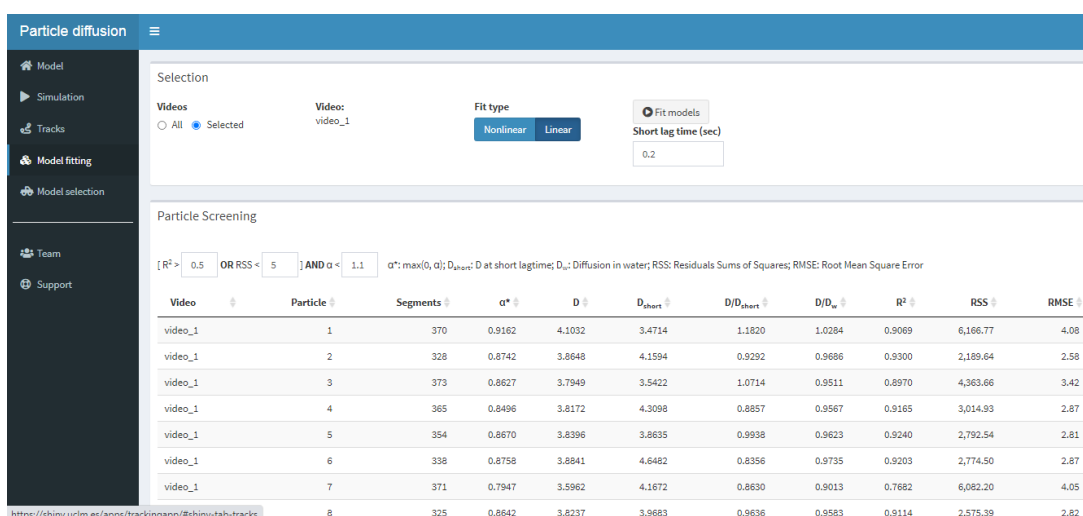 Particle diffusion
Model
Simulation
Tracks
Model fitting
Model selection
Team
Support
Selection
Videos
All Selected
Video:
video_1
Fit type
Nonlinear Linear
Fit models
Short lag time (sec)
0.2
Particle Screening
[ R² > 0.5 OR RSS < 5 ] AND α < 1.1 α*: max(0, α); Dshort: D at short lagtime; Dw: Diffusion in water; RSS: Residuals Sums of Squares; RMSE: Root Mean Square Error
Video Particle Segments α* D Dshort D/Dshort D/Dw R² RSS RMSE
video_1 1 370 0.9162 4.1032 3.4714 1.1820 1.0284 0.9069 6,166.77 4.08
video_1 2 328 0.8742 3.8648 4.1594 0.9292 0.9686 0.9300 2,189.64 2.58
video_1 3 373 0.8627 3.7949 3.5422 1.0714 0.9511 0.8970 4,363.66 3.42
video_1 4 365 0.8496 3.8172 4.3098 0.8857 0.9567 0.9165 3,014.93 2.87
video_1 5 354 0.8670 3.8396 3.8635 0.9938 0.9623 0.9240 2,792.54 2.81
video_1 6 338 0.8758 3.8841 4.6482 0.8356 0.9735 0.9203 2,774.50 2.87
video_1 7 371 0.7947 3.5962 4.1672 0.8630 0.9013 0.7682 6,082.20 4.05
8 325 0.8642 3.8237 3.9683 0.9636 0.9583 0.9114 2,575.39 2.82
https://shiny.uclm.es/apps/trackingapp/#shiny-tab-tracks